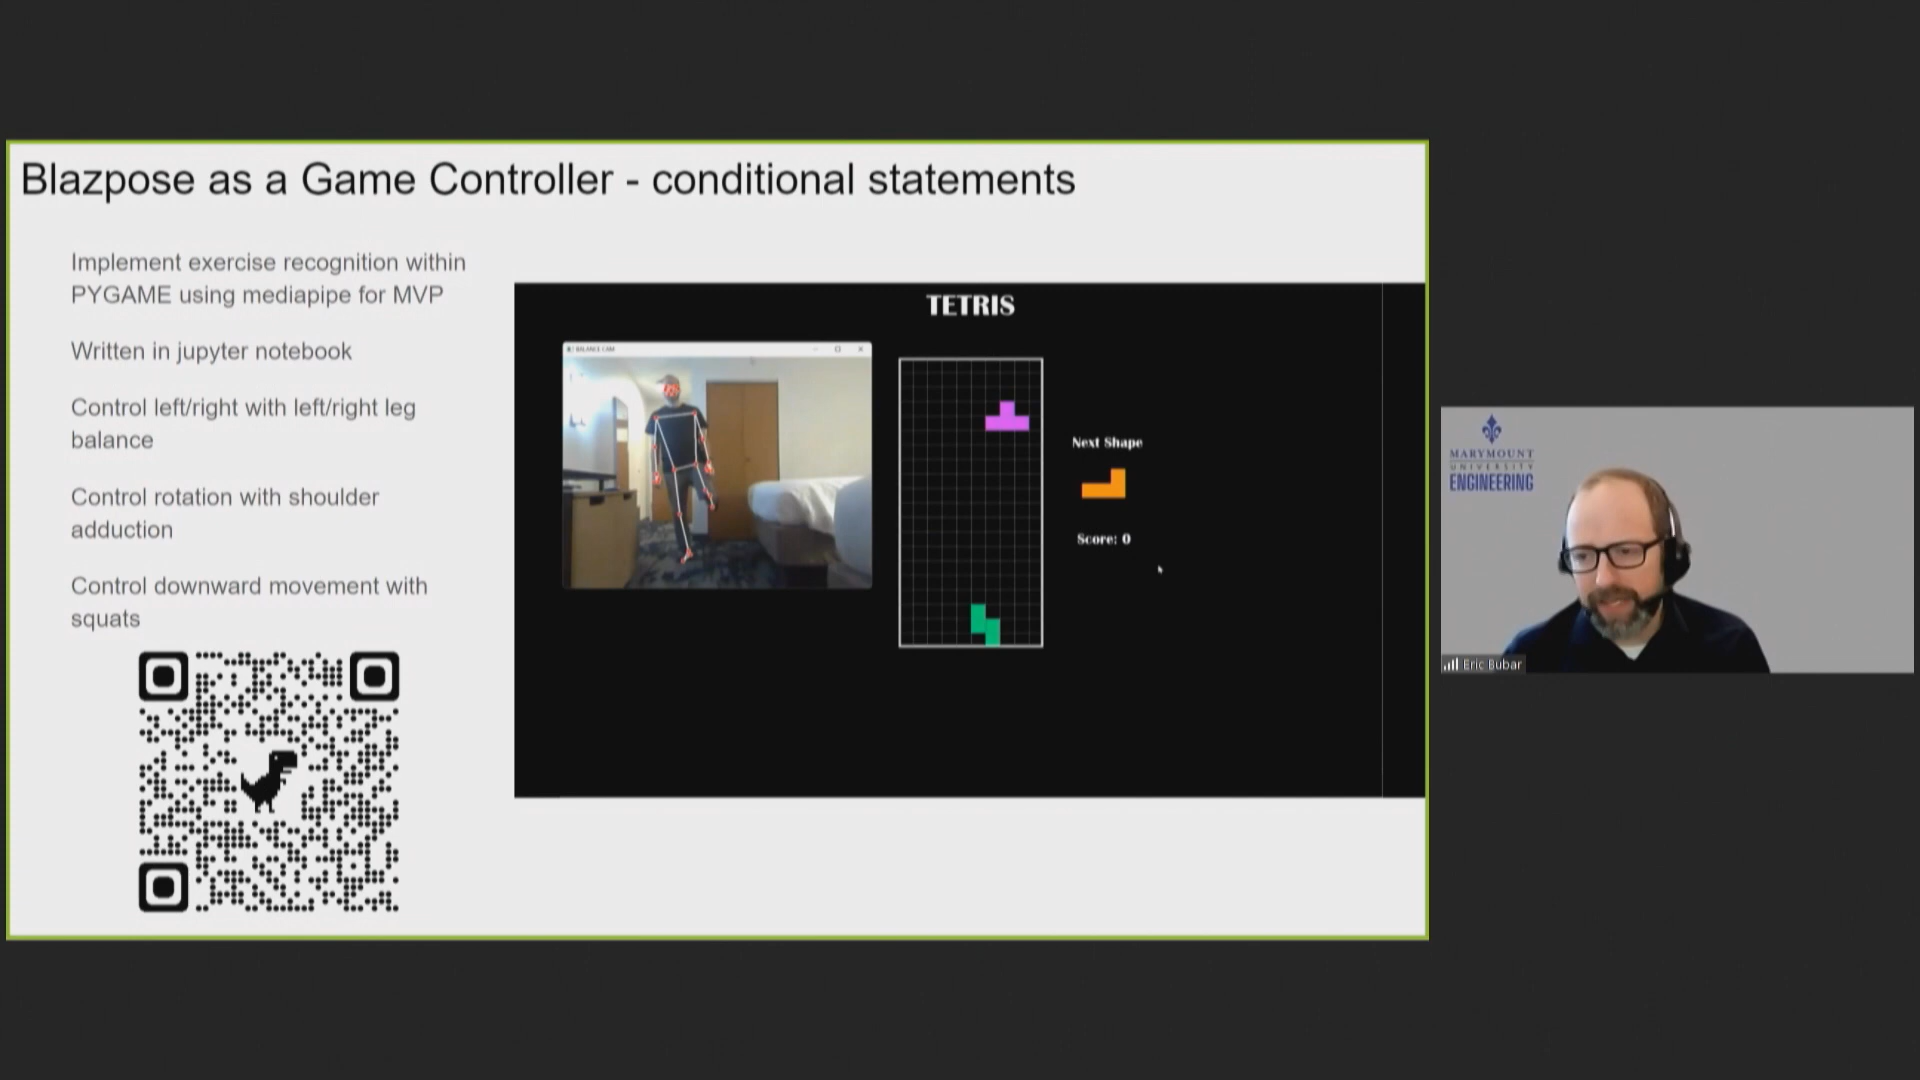 Blazpose as a Game Controller - conditional statements
Implement exercise recognition within
PYGAME using mediapipe for MVP
Written in jupyter notebook
Control left/right with left/right leg
balance
Control rotation with shoulder
adduction
Control downward movement with
squats
TETRIS
BALANCE CAM
Next Shape
Score: 0
MARYMOUNT
UNIVERSITY
ENGINEERING
Eric Bubar